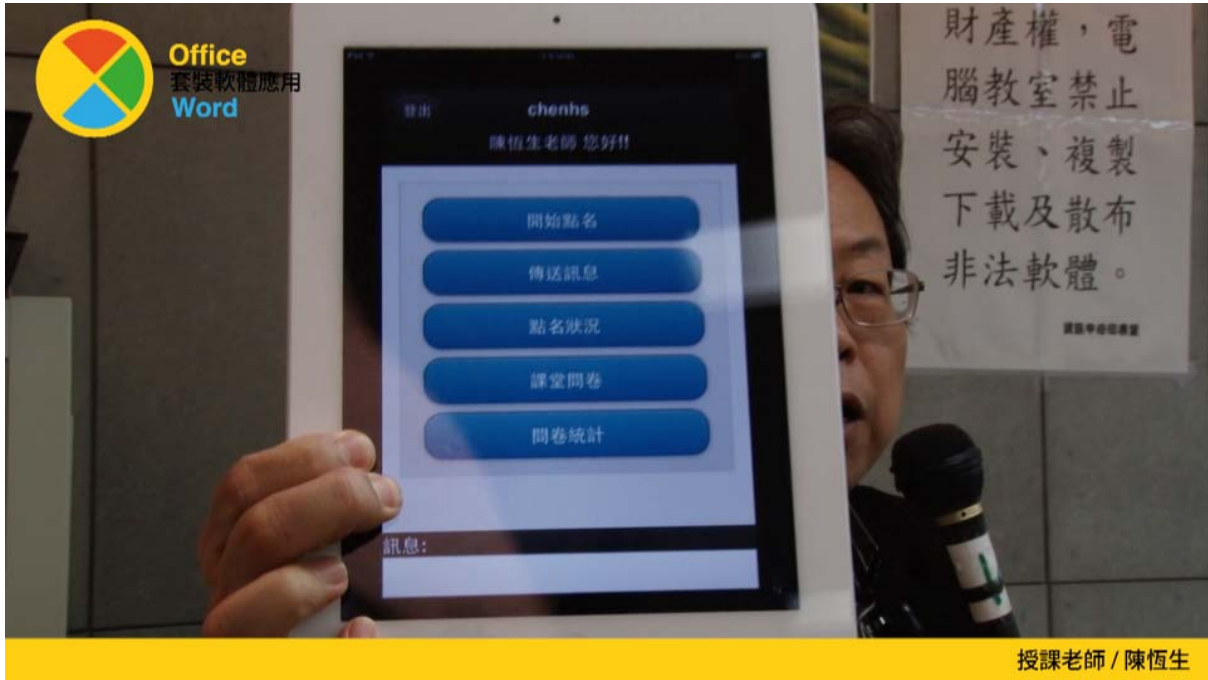 Office
套裝軟體應用
Word
登出
chenhs
陳恆生老師 您好!!
開始點名
傳送訊息
點名狀況
課堂問卷
問卷統計
訊息:
財產權，電
腦教室禁止
安裝、複製
下載及散布
非法軟體。
授課老師 / 陳恆生